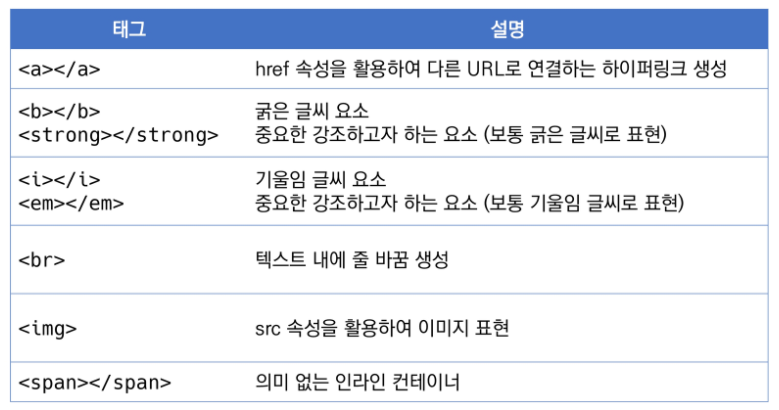 태그 설명
<a></a> href 속성을 활용하여 다른 URL로 연결하는 하이퍼링크 생성
<b></b> 굵은 글씨 요소
<strong></strong> 중요한 강조하고자 하는 요소 (보통 굵은 글씨로 표현)
<i></i> 기울임 글씨 요소
<em></em> 중요한 강조하고자 하는 요소 (보통 기울임 글씨로 표현)
<br> 텍스트 내에 줄 바꿈 생성
<img> src 속성을 활용하여 이미지 표현
<span></span> 의미 없는 인라인 컨테이너